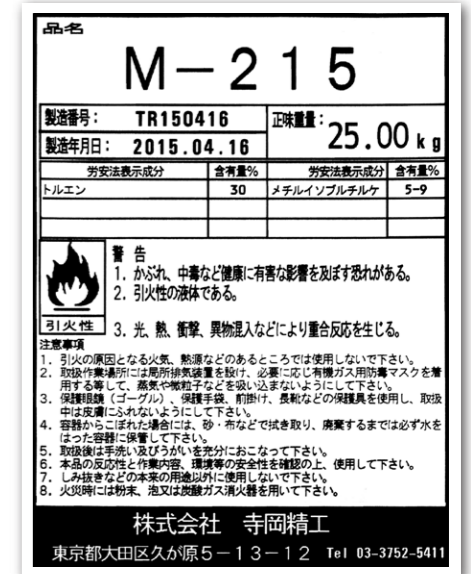 品名
M－215
製造番号： TR150416 正味重量： 25.00 kg
製造年月日： 2015.04.16
労安法表示成分 含有量% 労安法表示成分 含有量%
トルエン 30 メチルイソブルチルケ 5-9
警 告
1. かぶれ、中毒など健康に有害な影響を及ぼす恐れがある。
2. 引火性の液体である。
引火性
3. 光、熱、衝撃、異物混入などにより重合反応を生じる。
注意事項
1. 引火の原因となる火気、熱源などのあるところでは使用しないで下さい。
2. 取扱作業場所には局所排気装置を設け、必要に応じ有機ガス用防毒マスクを着
用する等して、蒸気や微粒子などを吸い込まないようにして下さい。
3. 保護眼鏡（ゴーグル）、保護手袋、前掛け、長靴などの保護具を使用し、取扱
中は皮膚にふれないようにして下さい。
4. 容器からこぼれた場合には、砂・布などで拭き取り、廃棄するまでは必ず水を
はった容器に保管して下さい。
5. 取扱後は手洗い及びうがいを充分におこなって下さい。
6. 本品の反応性と作業内容、環境等の安全性を確認の上、使用して下さい。
7. しみ抜きなどの本来の用途以外に使用しないで下さい。
8. 火災時には粉末、泡又は炭酸ガス消火器を用いて下さい。
株式会社 寺岡精工
東京都大田区久が原5－13－12 Tel 03-3752-5411